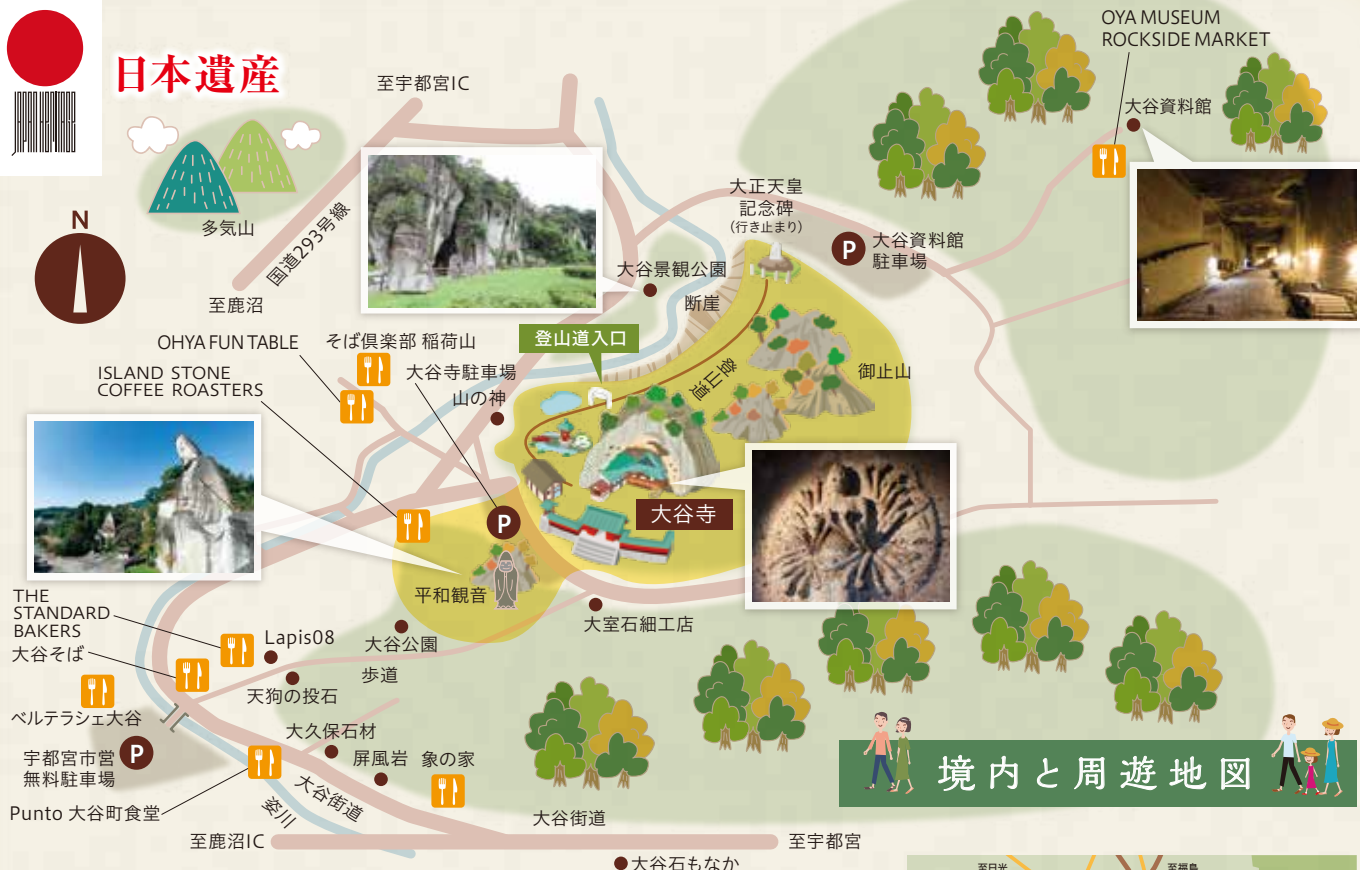 日本遺産
JAPAN HERITAGE
至宇都宮IC
OYA MUSEUM
ROCKSIDE MARKET
大谷資料館
多気山
N
国道293号線
至鹿沼
大正天皇
記念碑
(行き止まり)
P
大谷資料館
駐車場
大谷景観公園
断崖
登山道入口
登山道
御止山
OHYA FUN TABLE
そば倶楽部 稲荷山
ISLAND STONE
COFFEE ROASTERS
大谷寺駐車場
山の神
P
大谷寺
平和観音
大谷公園
大室石細工店
歩道
THE
STANDARD
BAKERS
Lapis08
大谷そば
天狗の投石
ベルテラシェ大谷
大久保石材
宇都宮市営
無料駐車場
P
屏風岩
象の家
Punto 大谷町食堂
姿川
大谷街道
大谷街道
至鹿沼IC
至宇都宮
大谷石もなか
境内と周遊地図
至日光
至福島